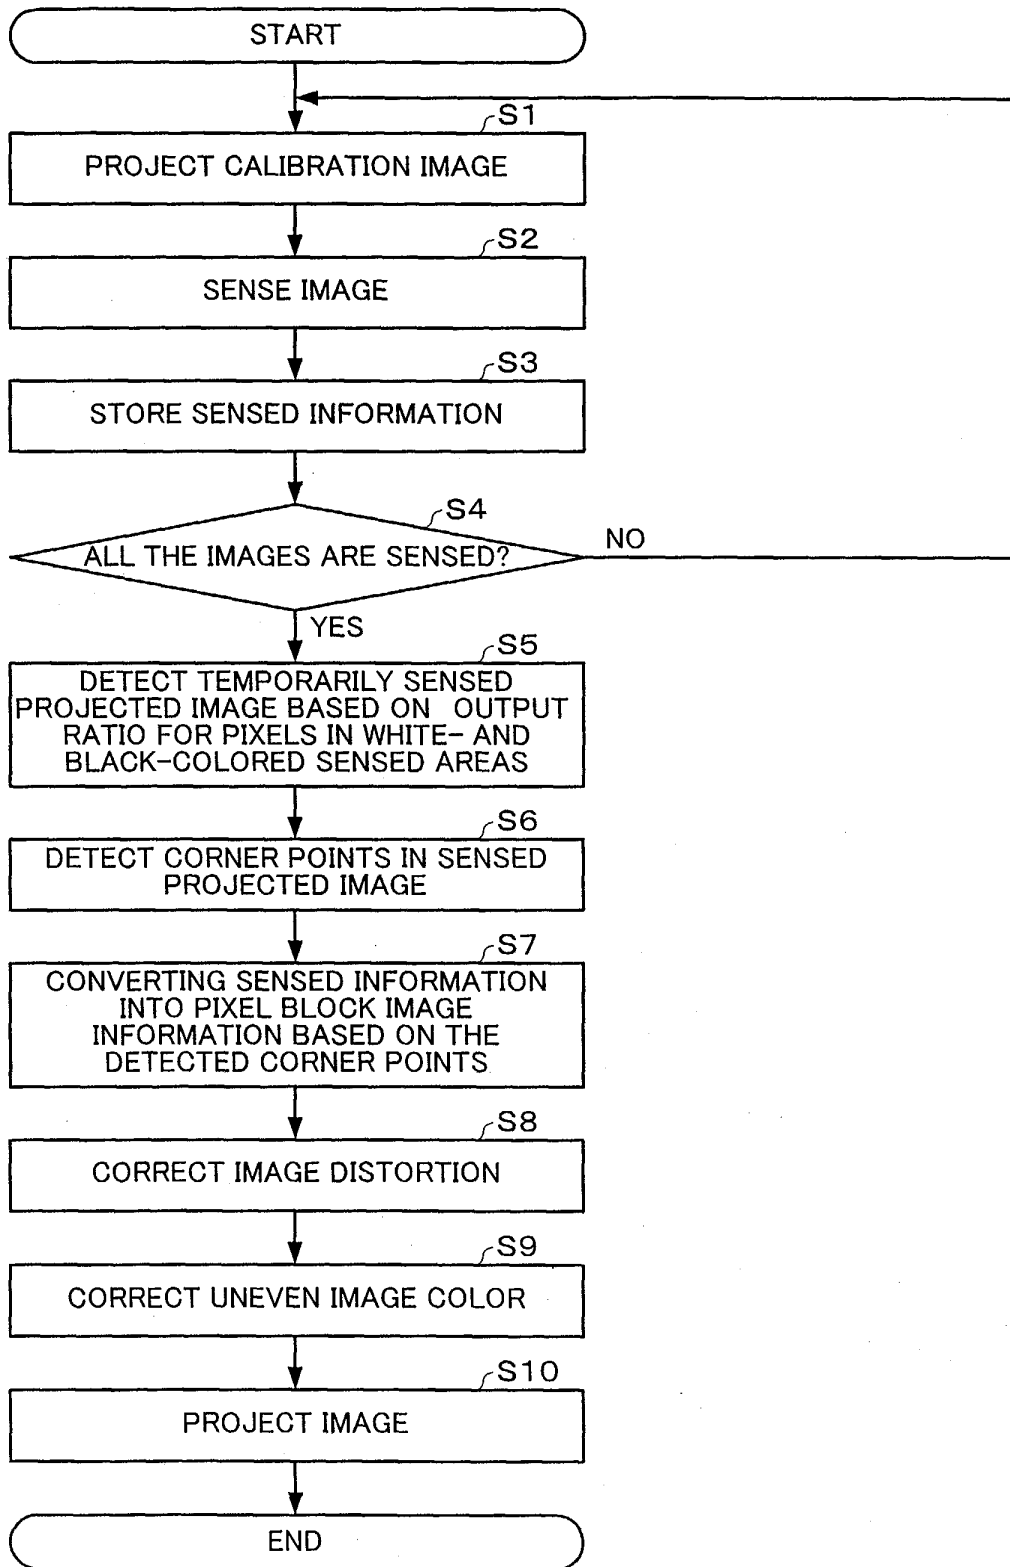 START
S1
PROJECT CALIBRATION IMAGE
S2
SENSE IMAGE
S3
STORE SENSED INFORMATION
S4
ALL THE IMAGES ARE SENSED?
NO
YES
S5
DETECT TEMPORARILY SENSED
PROJECTED IMAGE BASED ON OUTPUT
RATIO FOR PIXELS IN WHITE- AND
BLACK-COLORED SENSED AREAS
S6
DETECT CORNER POINTS IN SENSED
PROJECTED IMAGE
S7
CONVERTING SENSED INFORMATION
INTO PIXEL BLOCK IMAGE
INFORMATION BASED ON THE
DETECTED CORNER POINTS
S8
CORRECT IMAGE DISTORTION
S9
CORRECT UNEVEN IMAGE COLOR
S10
PROJECT IMAGE
END